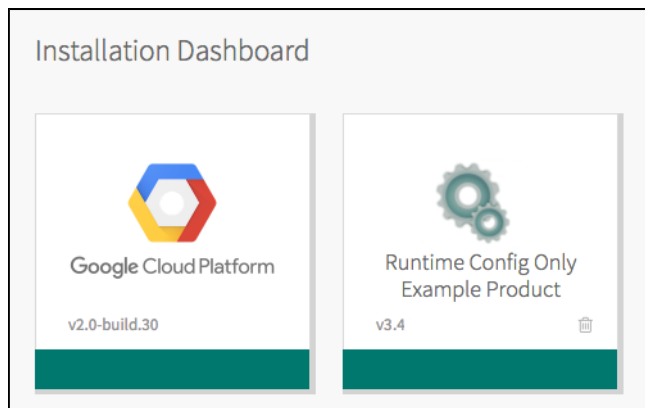 Installation Dashboard
Google Cloud Platform
v2.0-build.30
Runtime Config Only
Example Product
v3.4